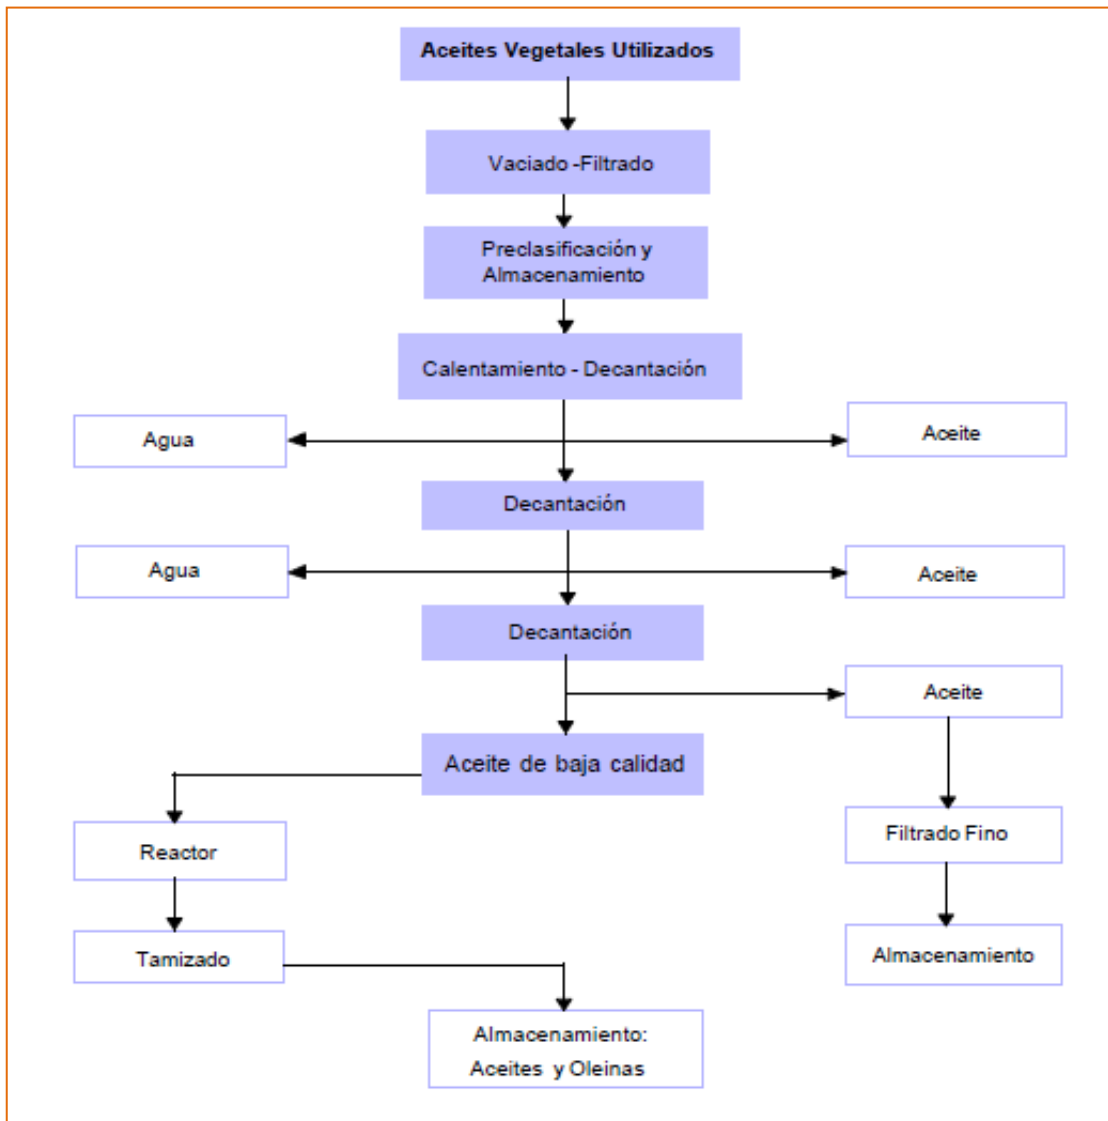 Aceites Vegetales Utilizados
Vaciado -Filtrado
Preclasificación y
Almacenamiento
Calentamiento - Decantación
Agua
Aceite
Decantación
Agua
Aceite
Decantación
Aceite
Aceite de baja calidad
Reactor
Filtrado Fino
Tamizado
Almacenamiento
Almacenamiento:
Aceites y Oleinas